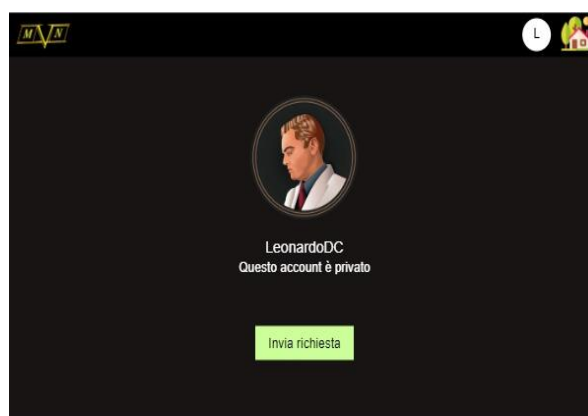 MVN
L
LeonardoDC
Questo account è privato
Invia richiesta